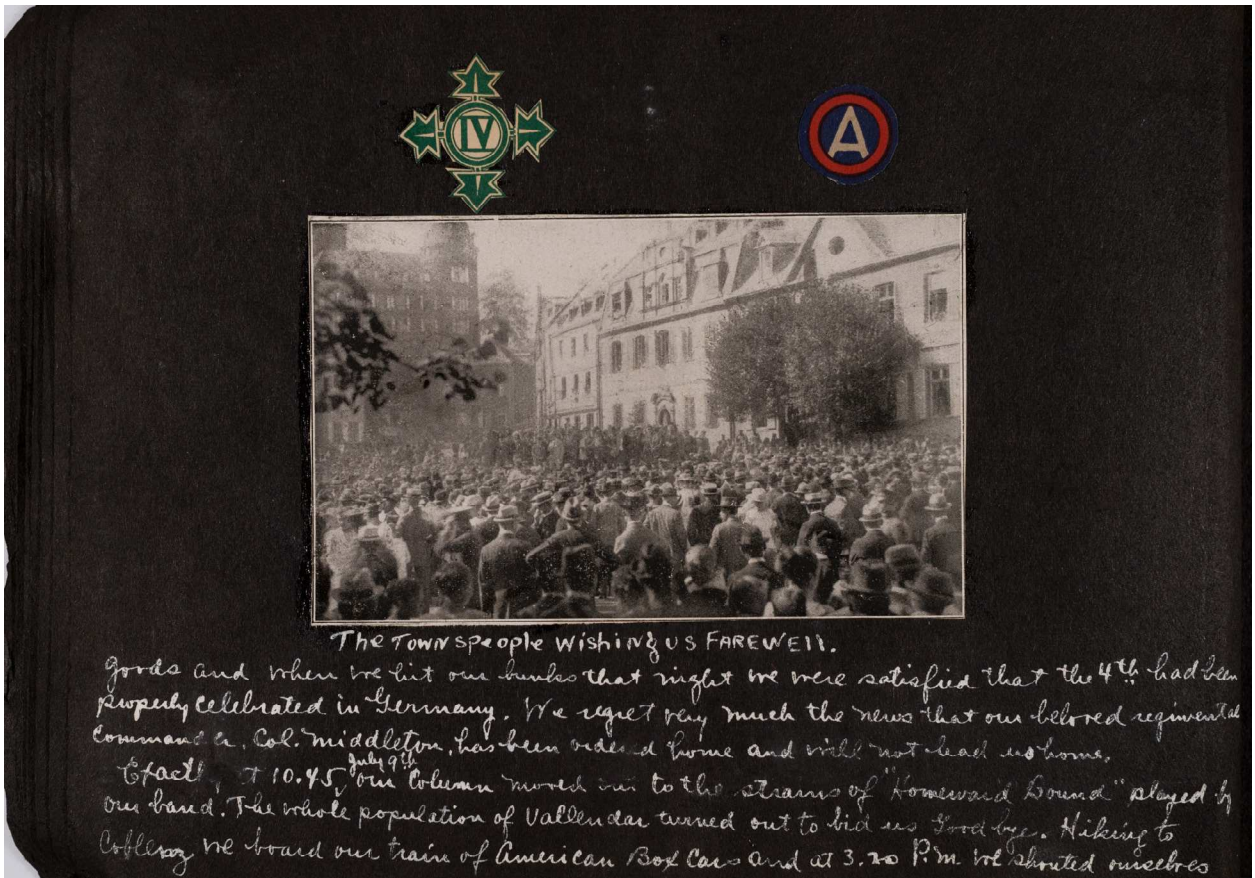 IV
A
The Townspeople Wishing us FAREWELL.
goods and when we hit our bunks that night we were satisfied that the 4th had been
properly celebrated in Germany. We regret very much the news that our beloved regimental
Commander, Col. Middleton, has been ordered home and will not lead us home.
Exactly at 10.45, July 9th our Column moved out to the strains of "Homeward Bound" played by
our band. The whole population of Vallendar turned out to bid us Good bye. Hiking to
Coblenz we board our train of American Box Cars and at 3.20 P.M. we shouted ourselves